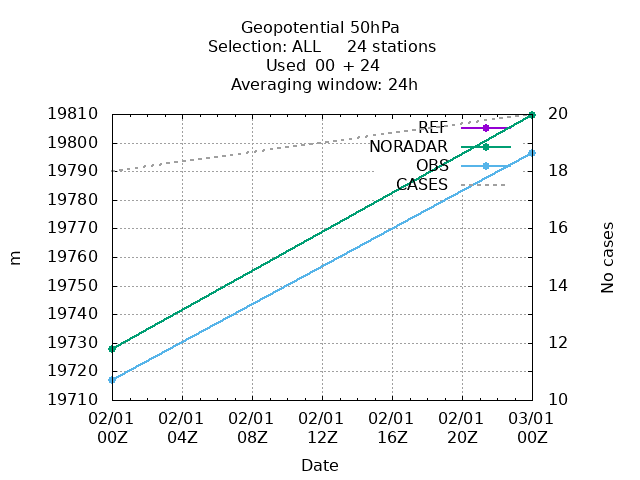 Geopotential 50hPa
Selection: ALL 24 stations
Used 00 + 24
Averaging window: 24h
19810
19800
19790
19780
19770
19760
19750
19740
19730
19720
19710
m
REF
NORADAR
OBS
CASES
20
18
16
14
12
10
No cases
02/01 02/01 02/01 02/01 02/01 02/01 03/01
00Z 04Z 08Z 12Z 16Z 20Z 00Z
Date